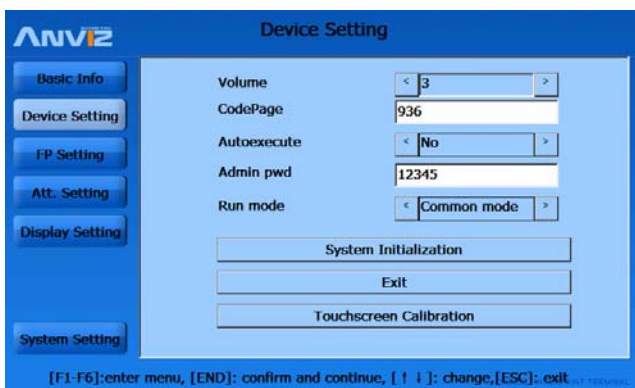 ANVIZ
Device Setting
Basic Info
Device Setting
FP Setting
Att. Setting
Display Setting
System Setting
Volume < 3 >
CodePage 936
Autoexecute < No >
Admin pwd 12345
Run mode < Common mode >
System Initialization
Exit
Touchscreen Calibration
[F1-F6]:enter menu, [END]: confirm and continue, [ ↑ ↓ ]: change,[ESC]: exit